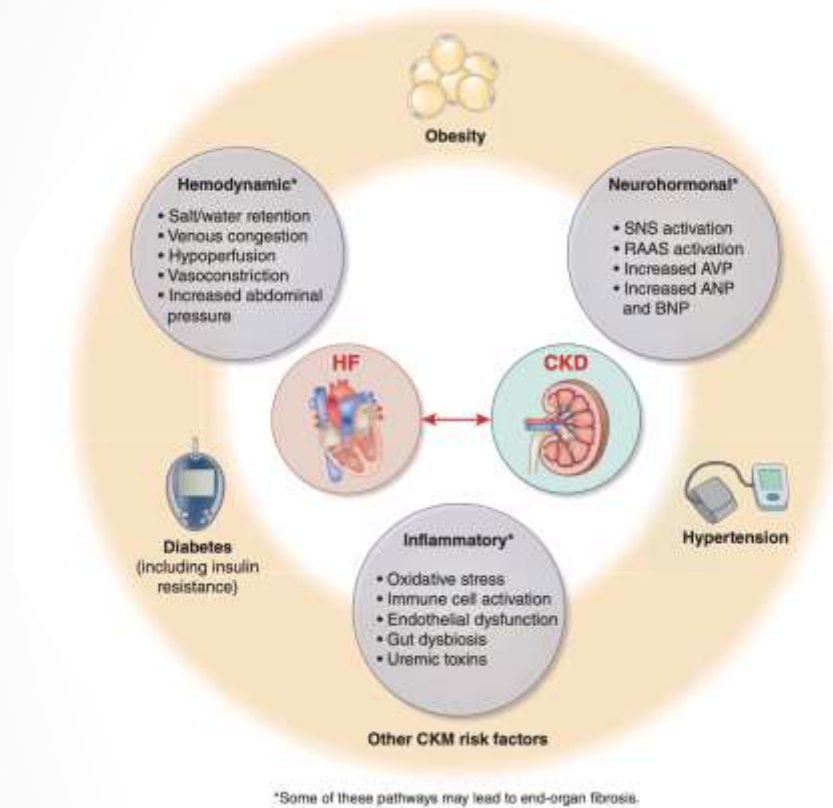 Obesity
Hemodynamic*
• Salt/water retention
• Venous congestion
• Hypoperfusion
• Vasoconstriction
• Increased abdominal
pressure
Neurohormonal*
• SNS activation
• RAAS activation
• Increased AVP
• Increased ANP
and BNP
HF
CKD
Diabetes
(including insulin
resistance)
Hypertension
Inflammatory*
• Oxidative stress
• Immune cell activation
• Endothelial dysfunction
• Gut dysbiosis
• Uremic toxins
Other CKM risk factors
*Some of these pathways may lead to end-organ fibrosis.